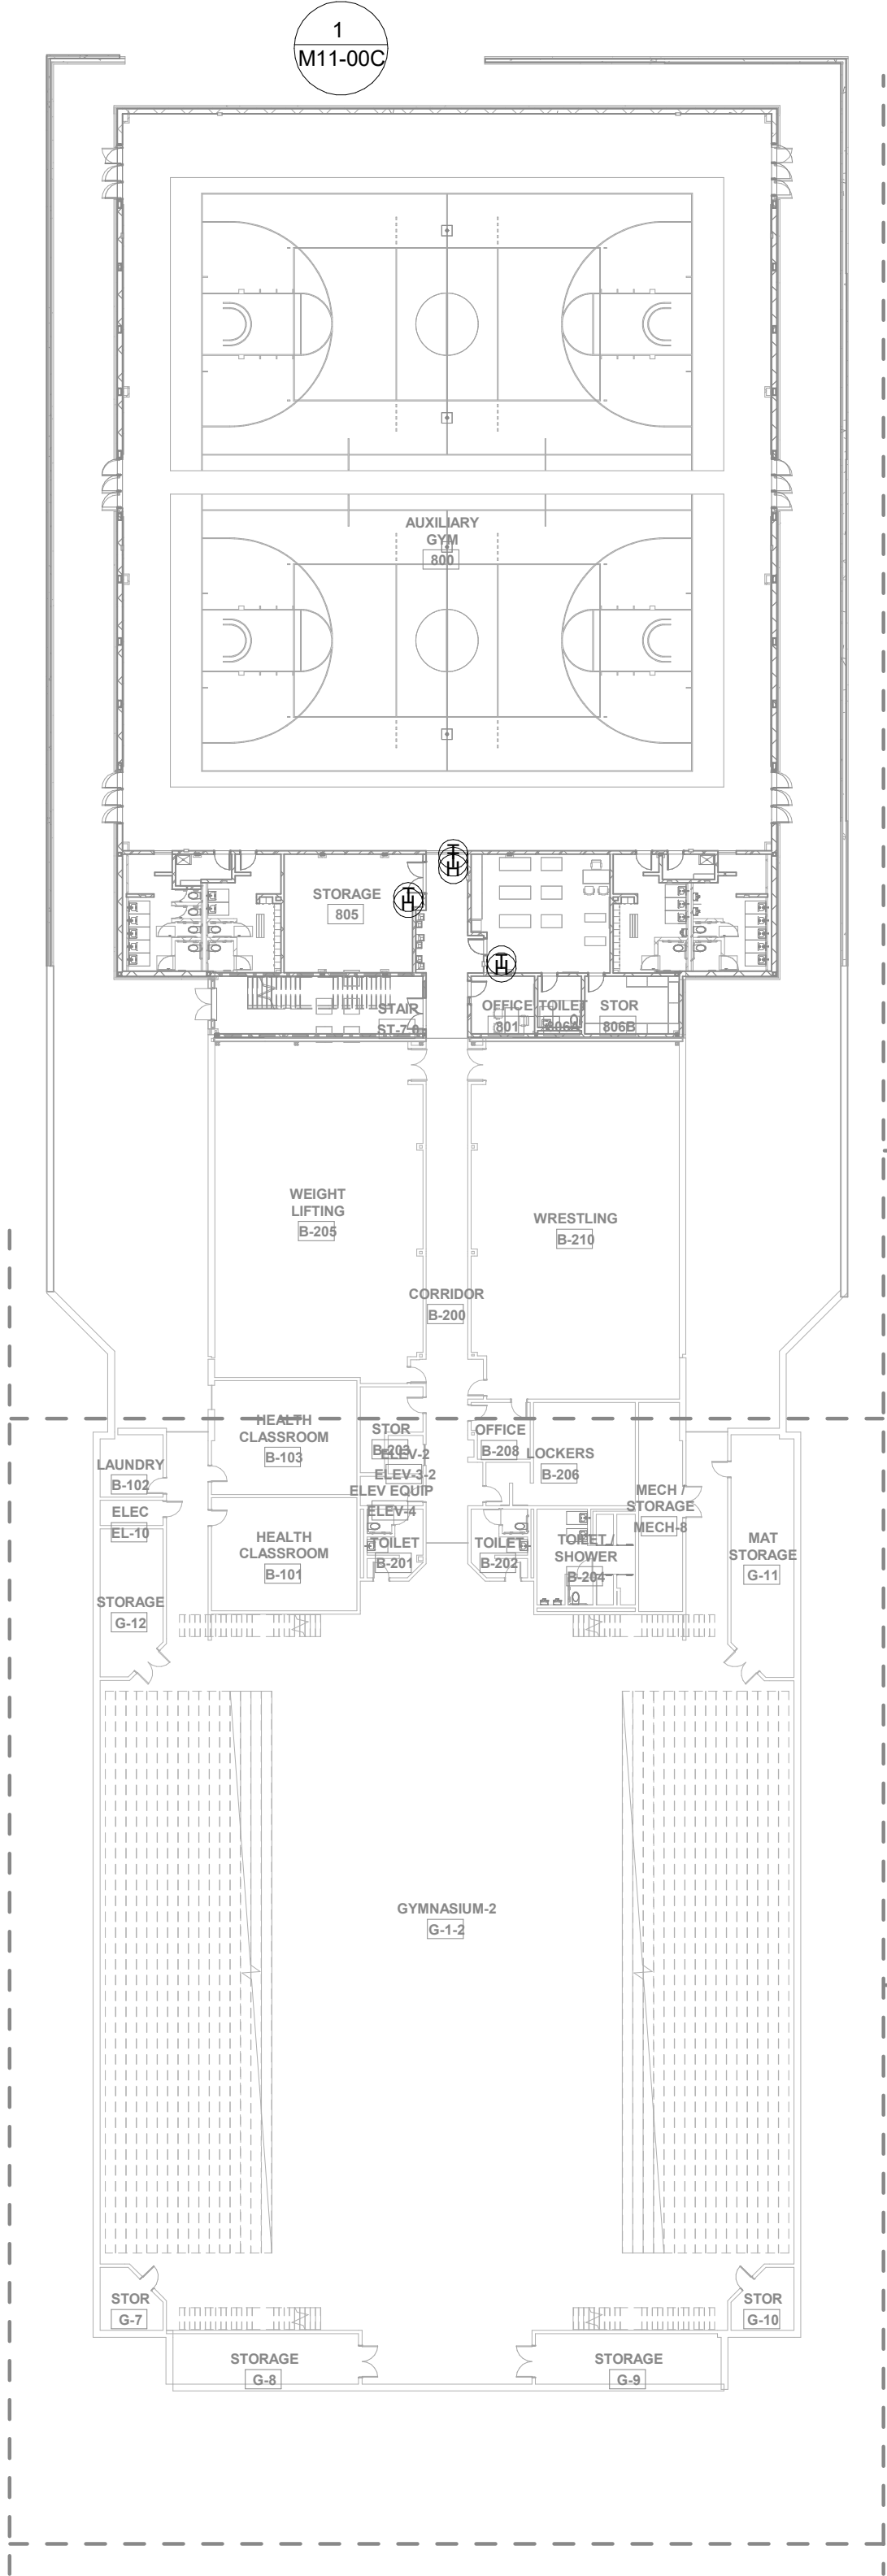 1
M11-00C
AUXILIARY
GYM
800
T
H
T
H
T
H
STORAGE
805
STAIR
ST-7-0
OFFICE
801
TOILET
STOR
806B
WEIGHT
LIFTING
B-205
WRESTLING
B-210
CORRIDOR
B-200
HEALTH
CLASSROOM
B-103
STOR
B-203
ELEV-2
ELEV-3-2
ELEV EQUIP
ELEV-4
OFFICE
B-208
LOCKERS
B-206
LAUNDRY
B-102
ELEC
EL-10
MECH /
STORAGE
MECH-8
HEALTH
CLASSROOM
B-101
TOILET
B-201
TOILET
B-202
TOILET /
SHOWER
B-204
MAT
STORAGE
G-11
STORAGE
G-12
GYMNASIUM-2
G-1-2
STOR
G-7
STOR
G-10
STORAGE
G-8
STORAGE
G-9